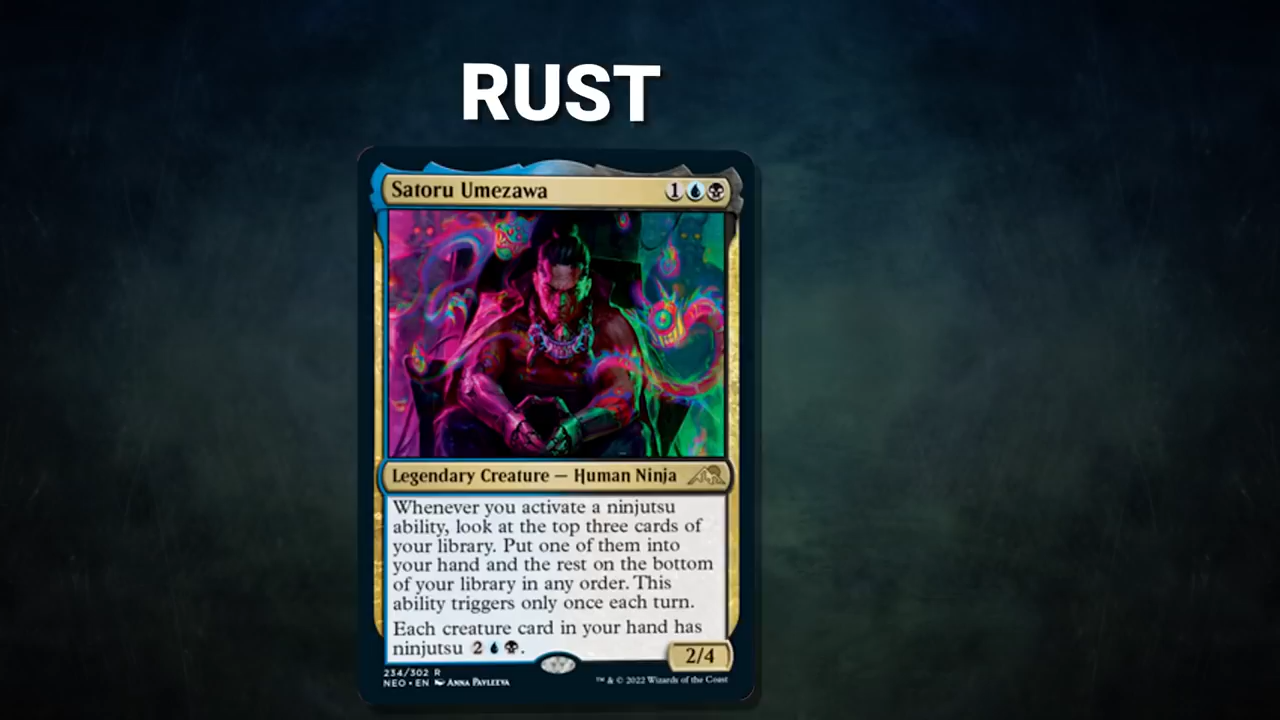 RUST
Satoru Umezawa 1
Legendary Creature — Human Ninja
Whenever you activate a ninjutsu
ability, look at the top three cards of
your library. Put one of them into
your hand and the rest on the bottom
of your library in any order. This
ability triggers only once each turn.
Each creature card in your hand has
ninjutsu 2 .
2/4
234/302 R
NEO • EN Anna Pavleeva
™ & © 2022 Wizards of the Coast